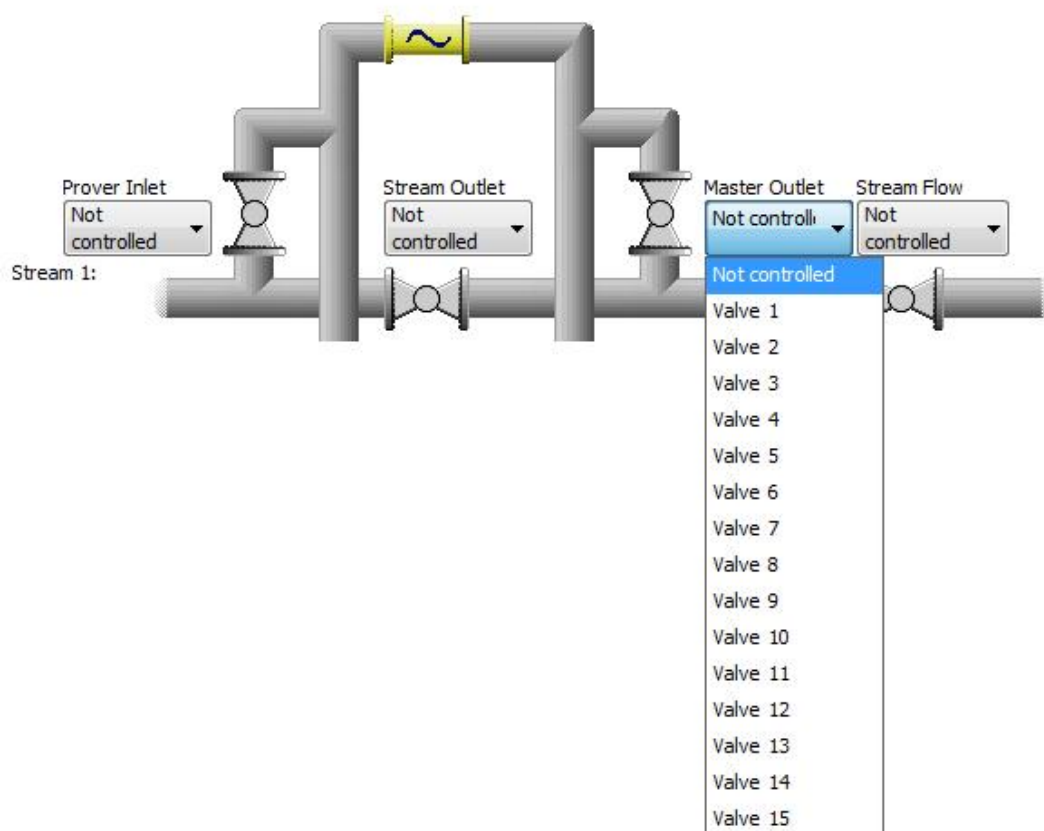 Prover Inlet
Not
controlled
Stream Outlet
Not
controlled
Master Outlet
Not controll
Stream Flow
Not
controlled
Stream 1:
Not controlled
Valve 1
Valve 2
Valve 3
Valve 4
Valve 5
Valve 6
Valve 7
Valve 8
Valve 9
Valve 10
Valve 11
Valve 12
Valve 13
Valve 14
Valve 15